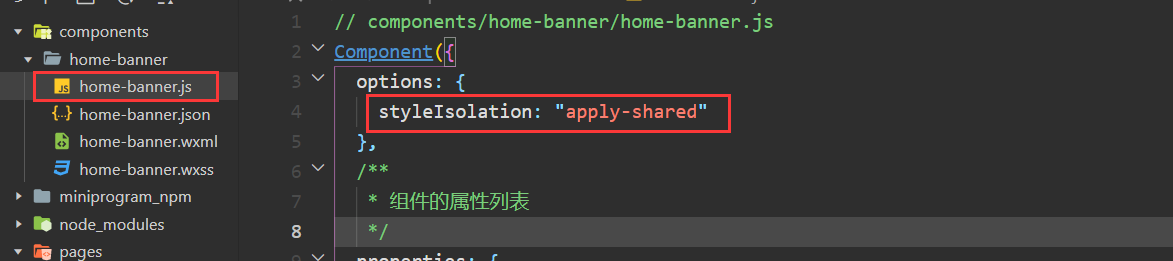 components
home-banner
JS home-banner.js
{..} home-banner.json
home-banner.wxml
home-banner.wxss
miniprogram_npm
node_modules
pages
1 // components/home-banner/home-banner.js
2 Component({
3 options: {
4 styleIsolation: "apply-shared"
5 },
6 /**
7 * 组件的属性列表
8 */
properties: {